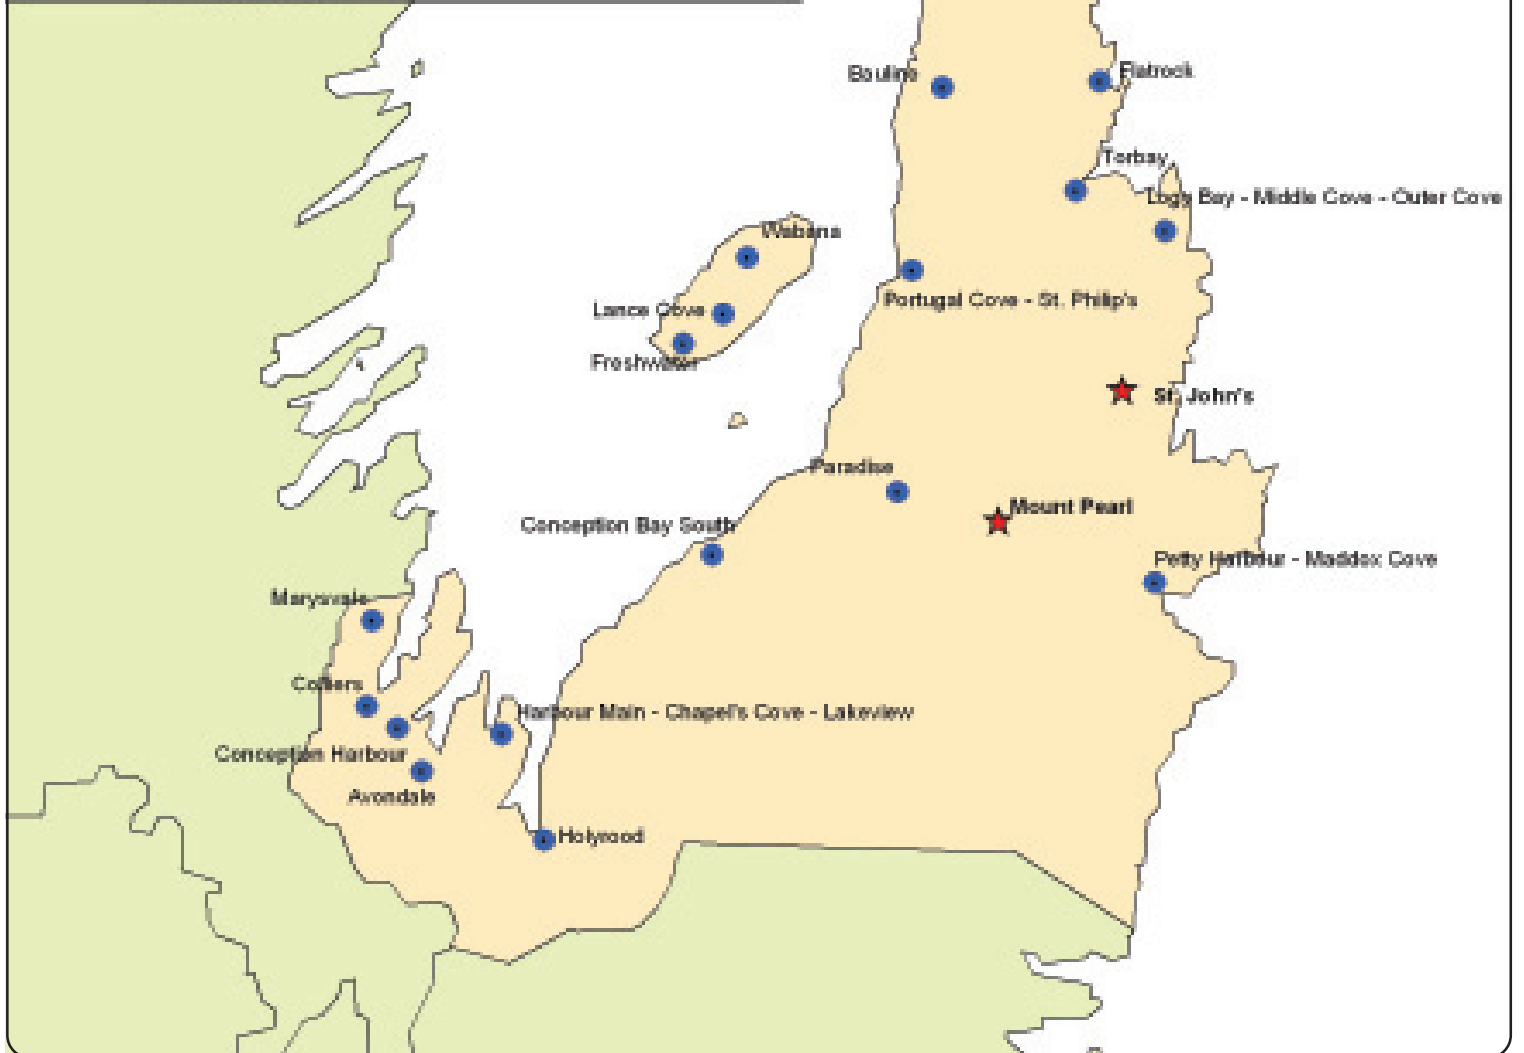 Bauline
Flatrock
Torbay
Logy Bay - Middle Cove - Outer Cove
Wabana
Portugal Cove - St. Philip's
Lance Cove
Freshwater
St. John's
Paradise
Mount Pearl
Conception Bay South
Petty Harbour - Maddox Cove
Marysvale
Colliers
Harbour Main - Chapel's Cove - Lakeview
Conception Harbour
Avondale
Holyrood